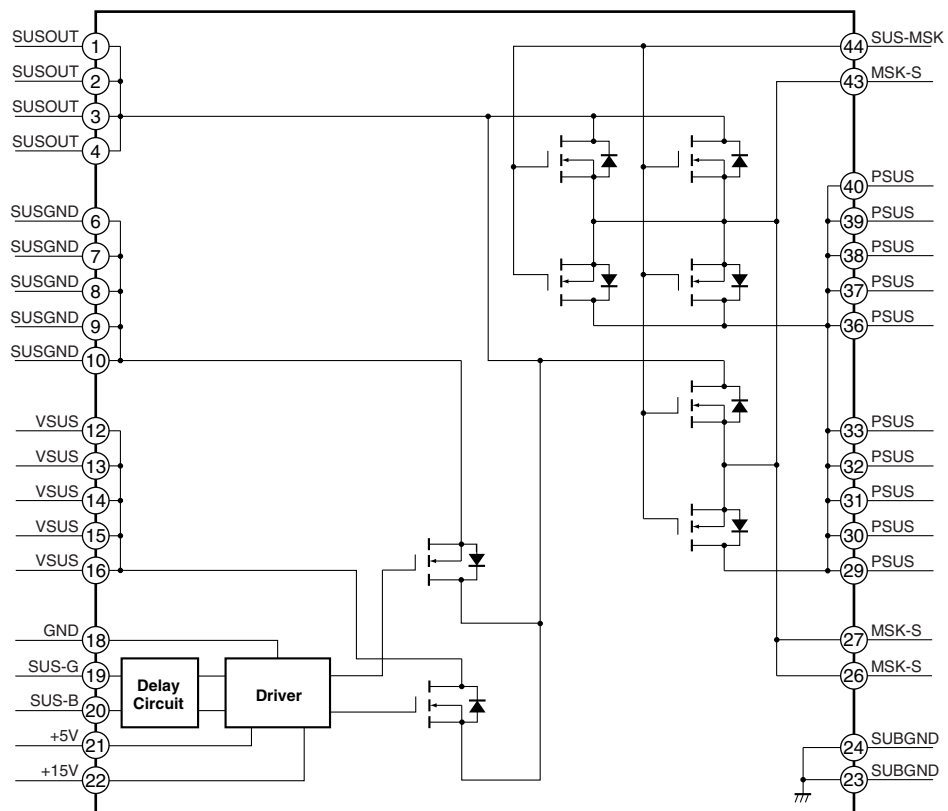 SUSOUT 1
SUSOUT 2
SUSOUT 3
SUSOUT 4
SUSGND 6
SUSGND 7
SUSGND 8
SUSGND 9
SUSGND 10
VSUS 12
VSUS 13
VSUS 14
VSUS 15
VSUS 16
GND 18
SUS-G 19
SUS-B 20
+5V 21
+15V 22
Delay
Circuit
Driver
44 SUS-MSK
43 MSK-S
40 PSUS
39 PSUS
38 PSUS
37 PSUS
36 PSUS
33 PSUS
32 PSUS
31 PSUS
30 PSUS
29 PSUS
27 MSK-S
26 MSK-S
24 SUBGND
23 SUBGND